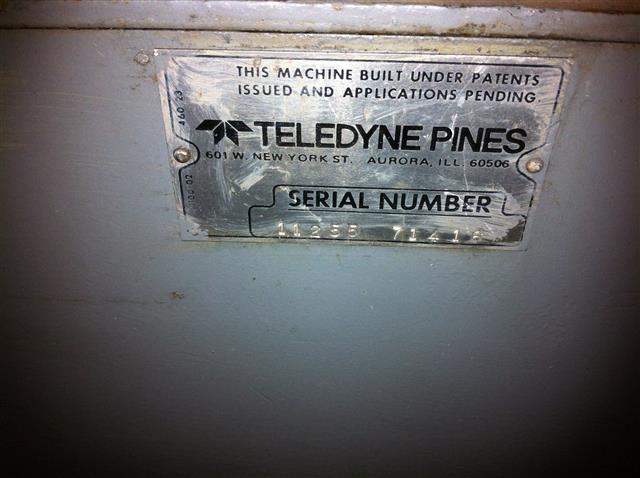 THIS MACHINE BUILT UNDER PATENTS
ISSUED AND APPLICATIONS PENDING.
TELEDYNE PINES
601 W. NEW YORK ST. AURORA, ILL. 60506
SERIAL NUMBER
11255